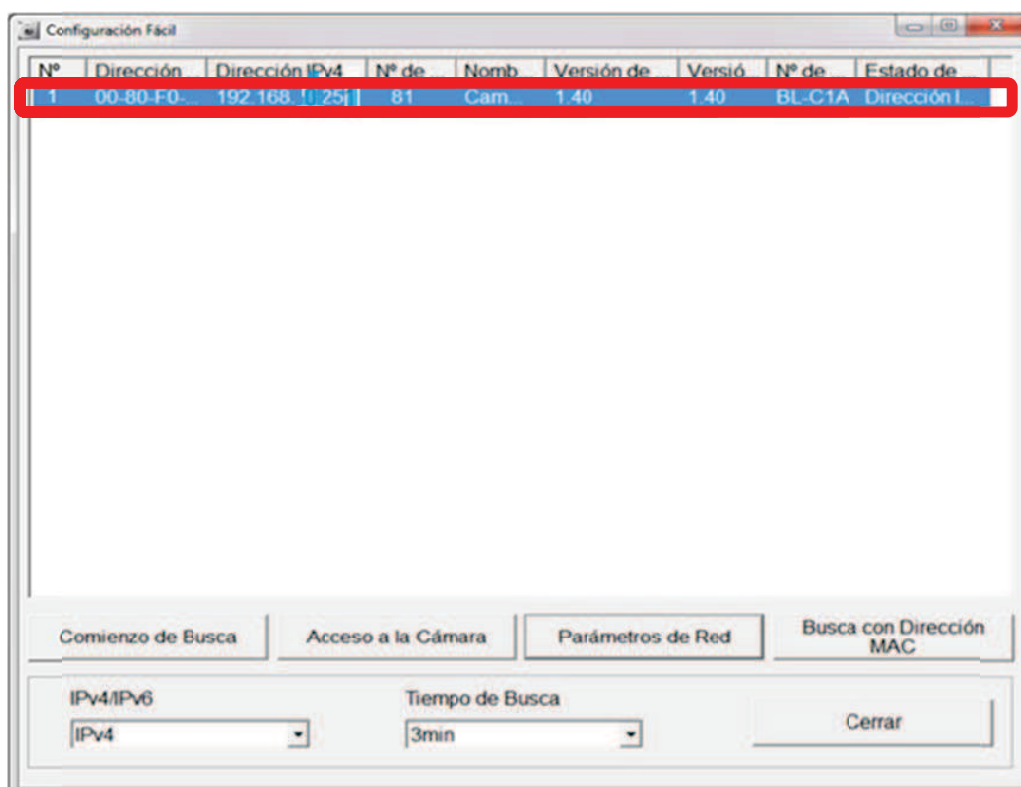 Configuración Fácil
Nº Dirección ... Dirección IPv4 Nº de ... Nomb... Versión de ... Versió... Nº de ... Estado de ...
1 00-80-F0-... 192.168. 81 Cam... 1.40 1.40 BL-C1A Dirección I...
Comienzo de Busca Acceso a la Cámara Parámetros de Red Busca con Dirección
MAC
IPv4/IPv6 Tiempo de Busca
IPv4 3min Cerrar